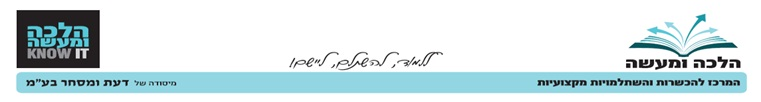 הלכה ומעשה
KNOW IT
ללמוד, להשתלם, ליישם!
הלכה ומעשה
המרכז להכשרות והשתלמויות מקצועיות
מיסודה של דעת ומסחר בע"מ